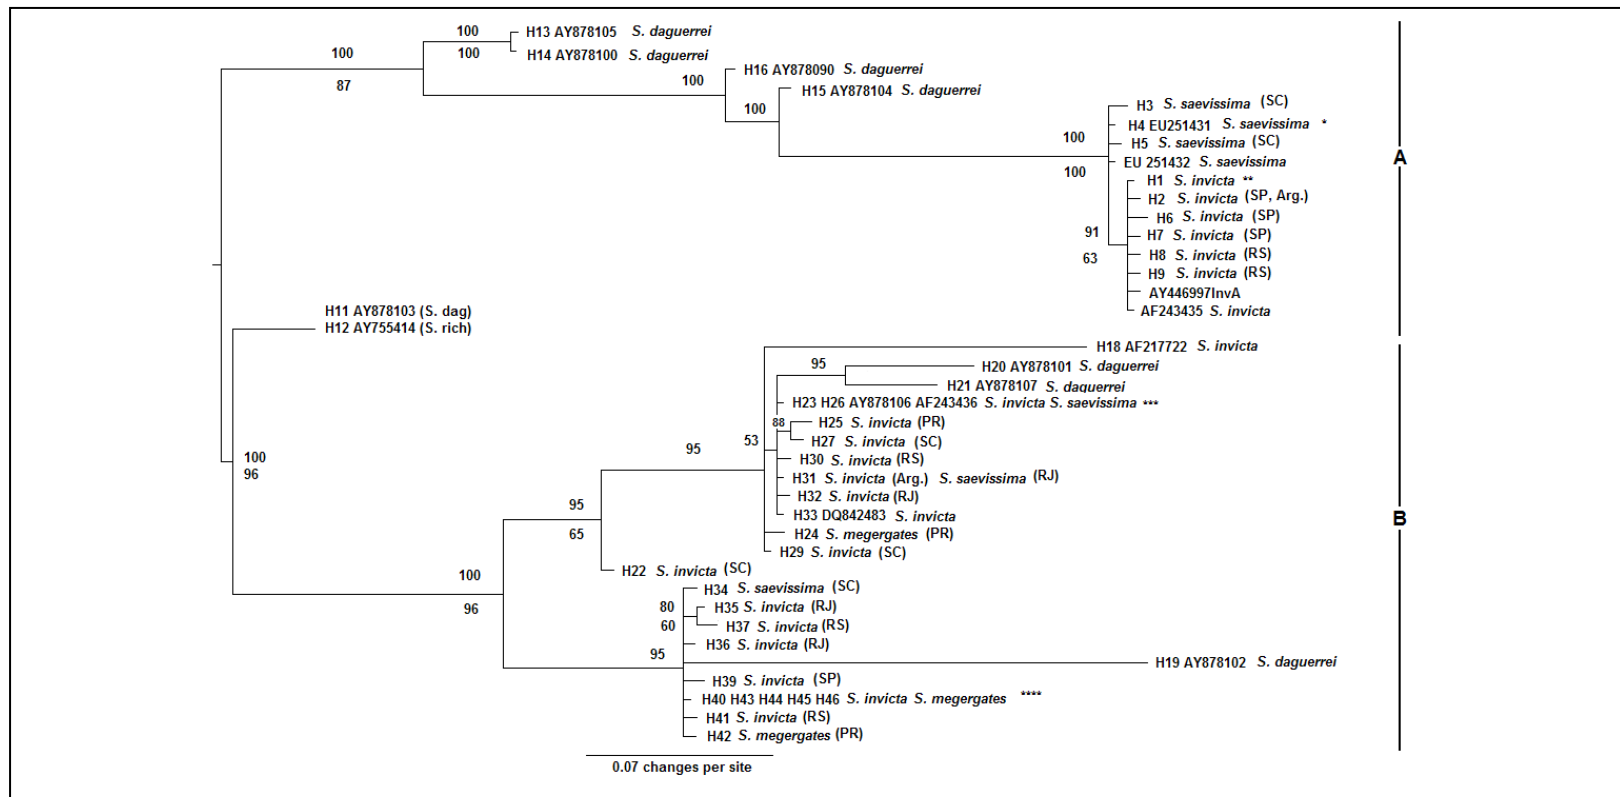 100 H13 AY878105 S. daguerrei
100 100 H14 AY878100 S. daguerrei
87 100 H16 AY878090 S. daguerrei
H15 AY878104 S. daguerrei
100
H3 S. saevissima (SC)
100 H4 EU251431 S. saevissima *
H5 S. saevissima (SC)
A
EU 251432 S. saevissima
100 H1 S. invicta **
H2 S. invicta (SP, Arg.)
H6 S. invicta (SP)
91 H7 S. invicta (SP)
63 H8 S. invicta (RS)
H9 S. invicta (RS)
AY446997InvA
AF243435 S. invicta
H11 AY878103 (S. dag)
H12 AY755414 (S. rich)
H18 AF217722 S. invicta
95 H20 AY878101 S. daguerrei
H21 AY878107 S. daguerrei
H23 H26 AY878106 AF243436 S. invicta S. saevissima ***
88 H25 S. invicta (PR)
95 53 H27 S. invicta (SC)
100 H30 S. invicta (RS)
96 H31 S. invicta (Arg.) S. saevissima (RJ)
95 H32 S. invicta (RJ)
H33 DQ842483 S. invicta
B
65 H24 S. megergates (PR)
H29 S. invicta (SC)
100 H22 S. invicta (SC)
H34 S. saevissima (SC)
96 80 H35 S. invicta (RJ)
60 H37 S. invicta (RS)
H36 S. invicta (RJ)
95 H19 AY878102 S. daguerrei
H39 S. invicta (SP)
H40 H43 H44 H45 H46 S. invicta S. megergates ****
H41 S. invicta (RS)
H42 S. megergates (PR)
0.07 changes per site